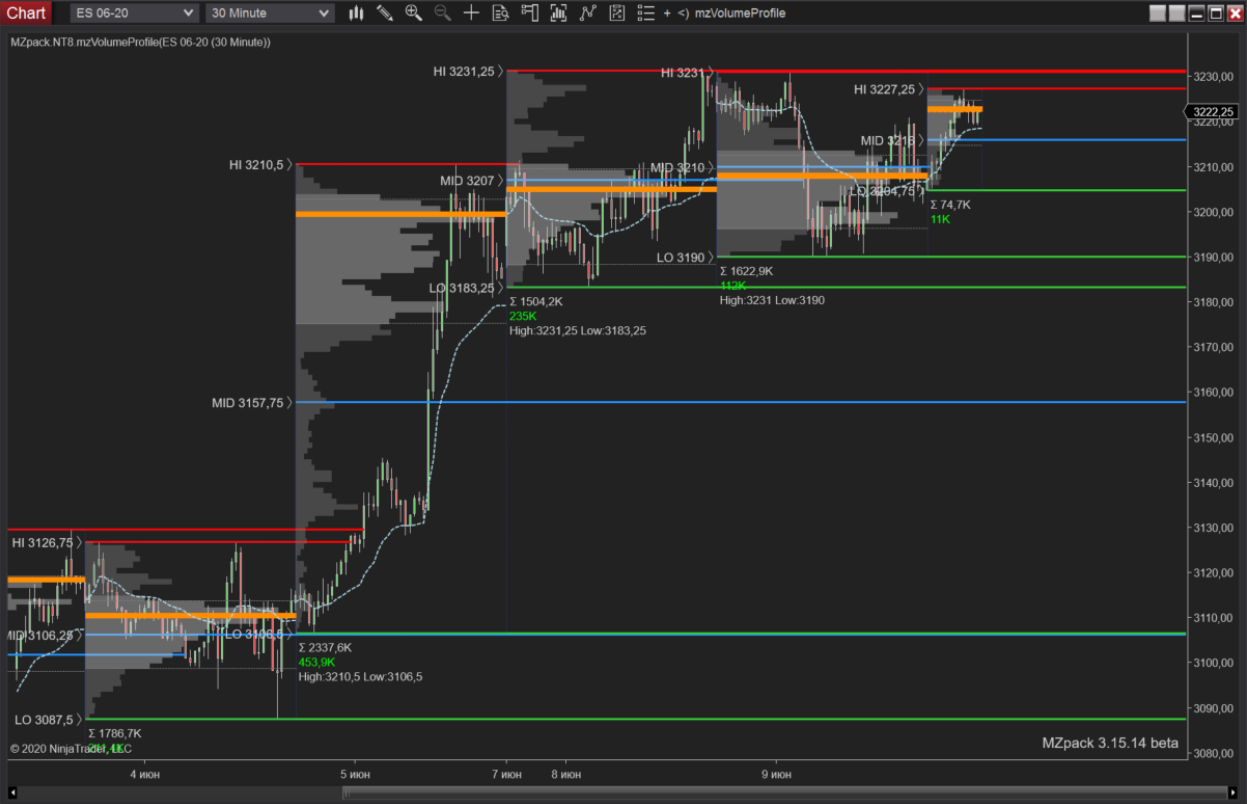 Chart ES 06-20 30 Minute mzVolumeProfile
MZpack.NT8.mzVolumeProfile(ES 06-20 (30 Minute))
HI 3231,25
HI 3231
3230,00
HI 3227,25
3222,25
3220,00
HI 3210,5
MID 3207
MID 3210
3210,00
LO 3204,75
Σ 74,7K
11K
3200,00
LO 3190
3190,00
Σ 1622,9K
112K
High:3231 Low:3190
LO 3183,25
Σ 1504,2K
235K
High:3231,25 Low:3183,25
3180,00
3170,00
3160,00
MID 3157,75
3150,00
3140,00
3130,00
HI 3126,75
3120,00
3110,00
MID 3106,25
LO 3106,5
Σ 2337,6K
453,9K
High:3210,5 Low:3106,5
3100,00
3090,00
LO 3087,5
Σ 1786,7K
© 2020 NinjaTrader, LLC
MZpack 3.15.14 beta
3080,00
4 июн 5 июн 7 июн 8 июн 9 июн